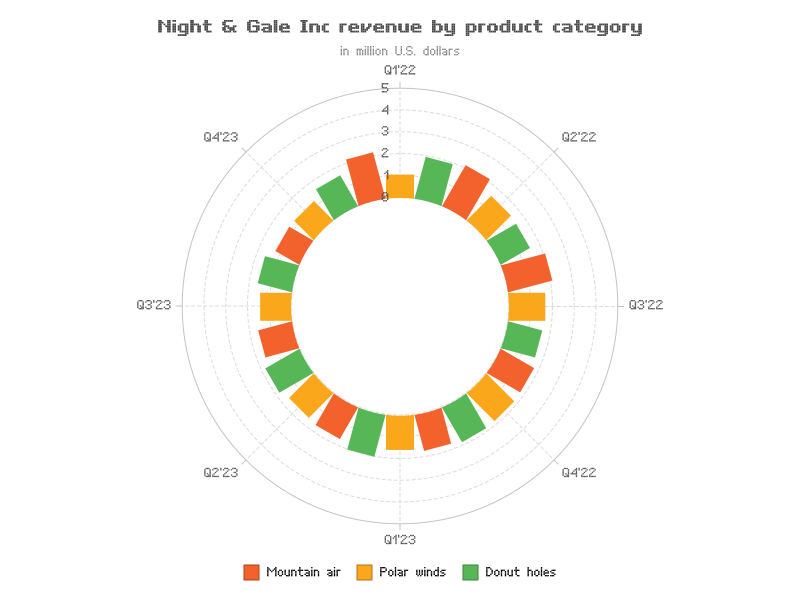 Night & Gale Inc revenue by product category
in million U.S. dollars
Q1'22
5
4
3
2
1
0
Q4'23
Q2'22
Q3'23
Q3'22
Q2'23
Q4'22
Q1'23
Mountain air
Polar winds
Donut holes